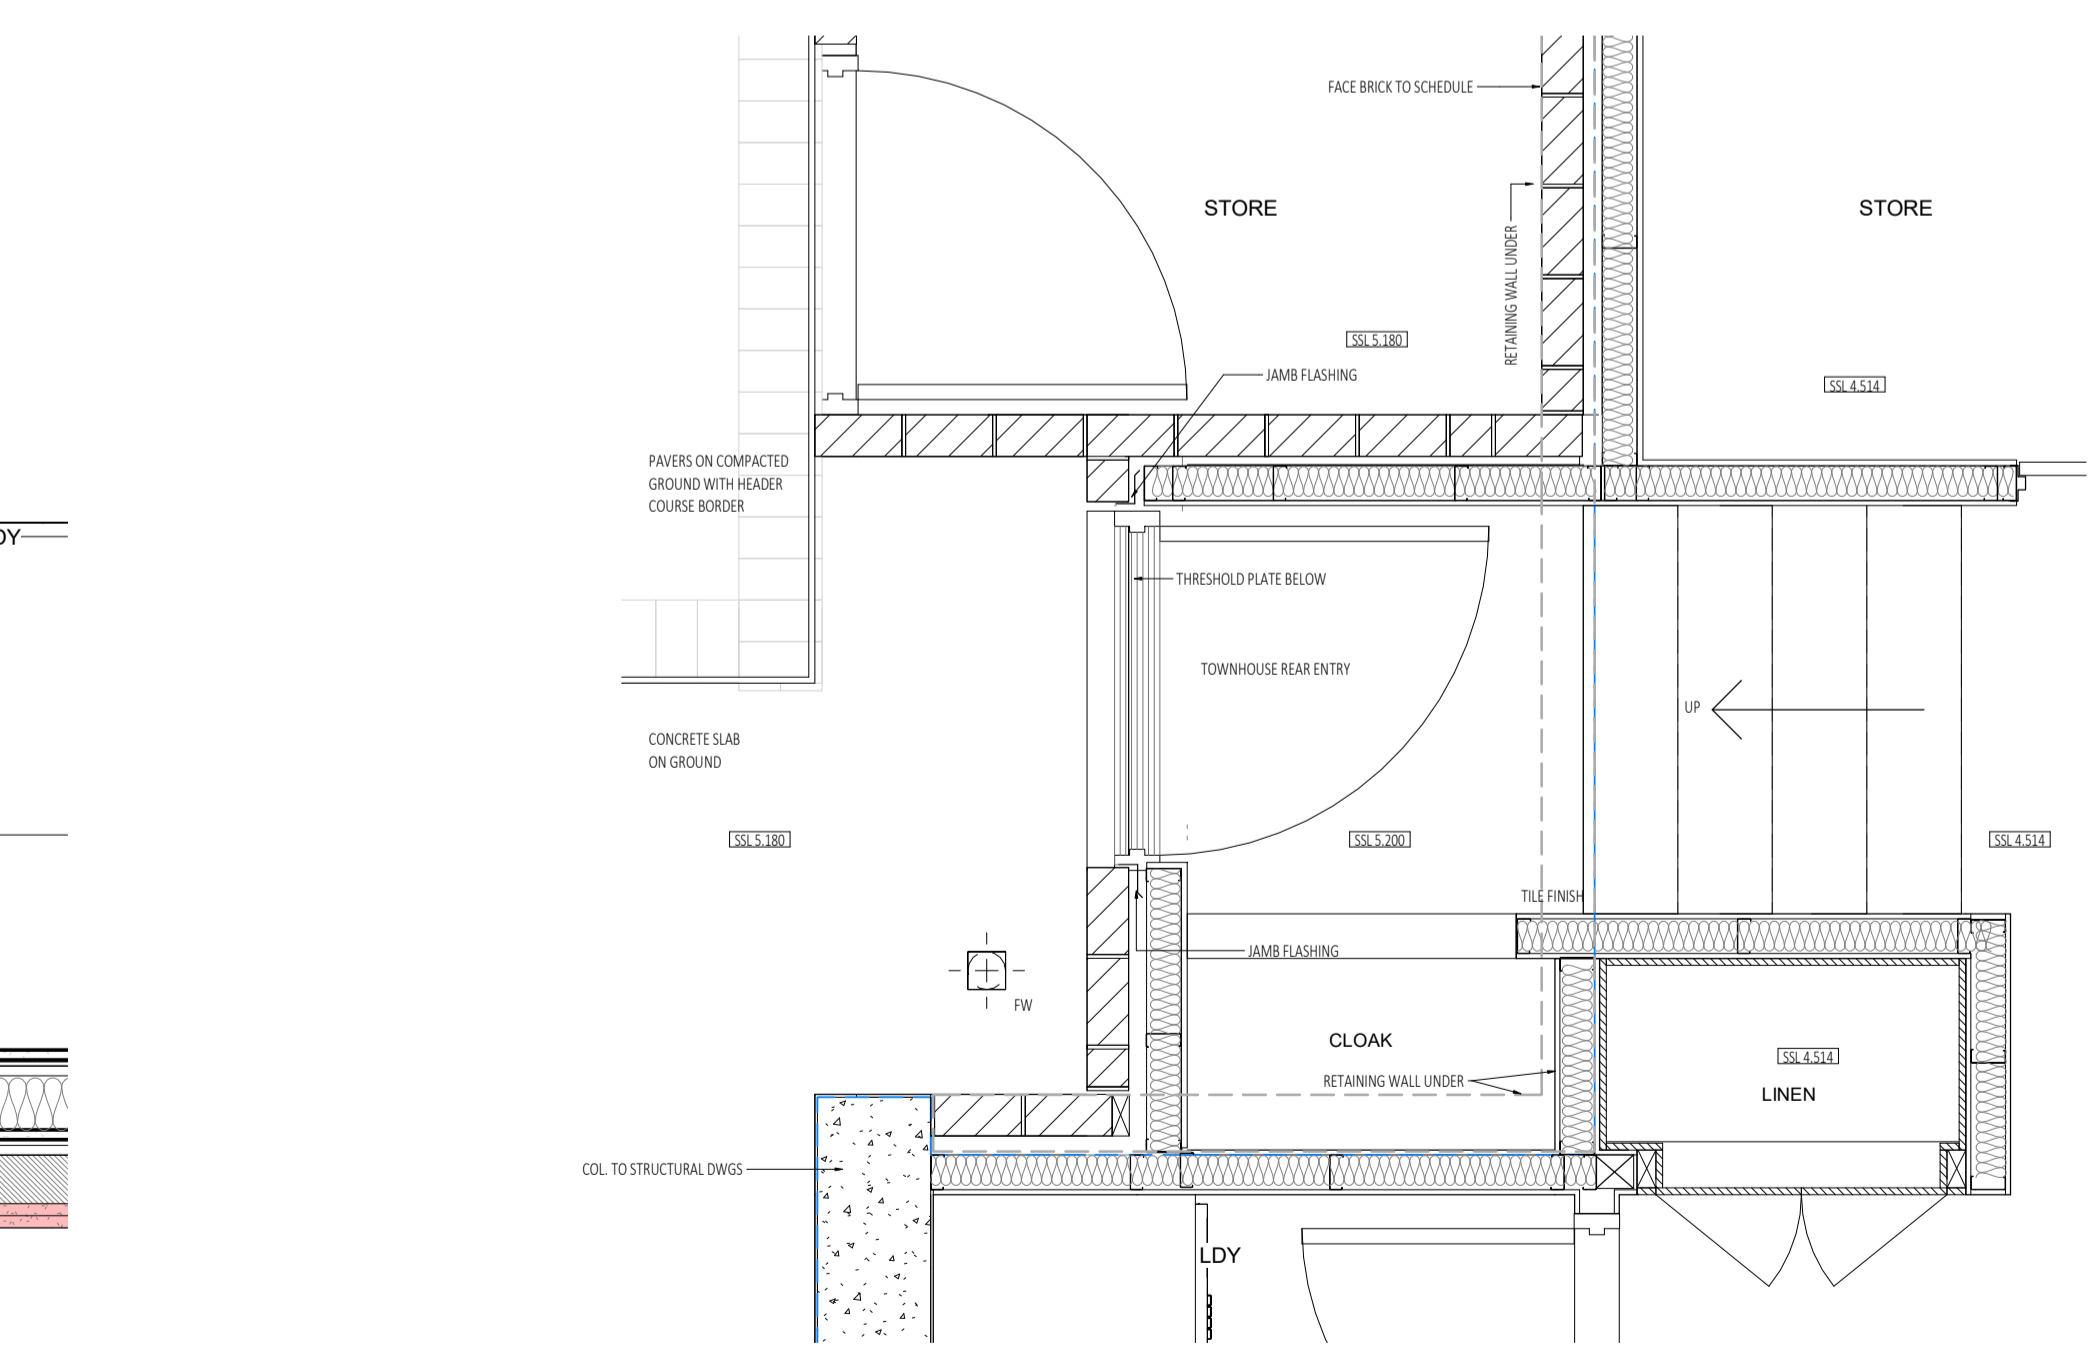 FACE BRICK TO SCHEDULE
STORE
STORE
RETAINING WALL UNDER
SSL 5.180
JAMB FLASHING
SSL 4.514
PAVERS ON COMPACTED
GROUND WITH HEADER
COURSE BORDER
DY
THRESHOLD PLATE BELOW
TOWNHOUSE REAR ENTRY
UP
CONCRETE SLAB
ON GROUND
SSL 5.180
SSL 5.200
SSL 4.514
TILE FINISH
JAMB FLASHING
FW
CLOAK
SSL 4.514
RETAINING WALL UNDER
LINEN
COL. TO STRUCTURAL DWGS
LDY